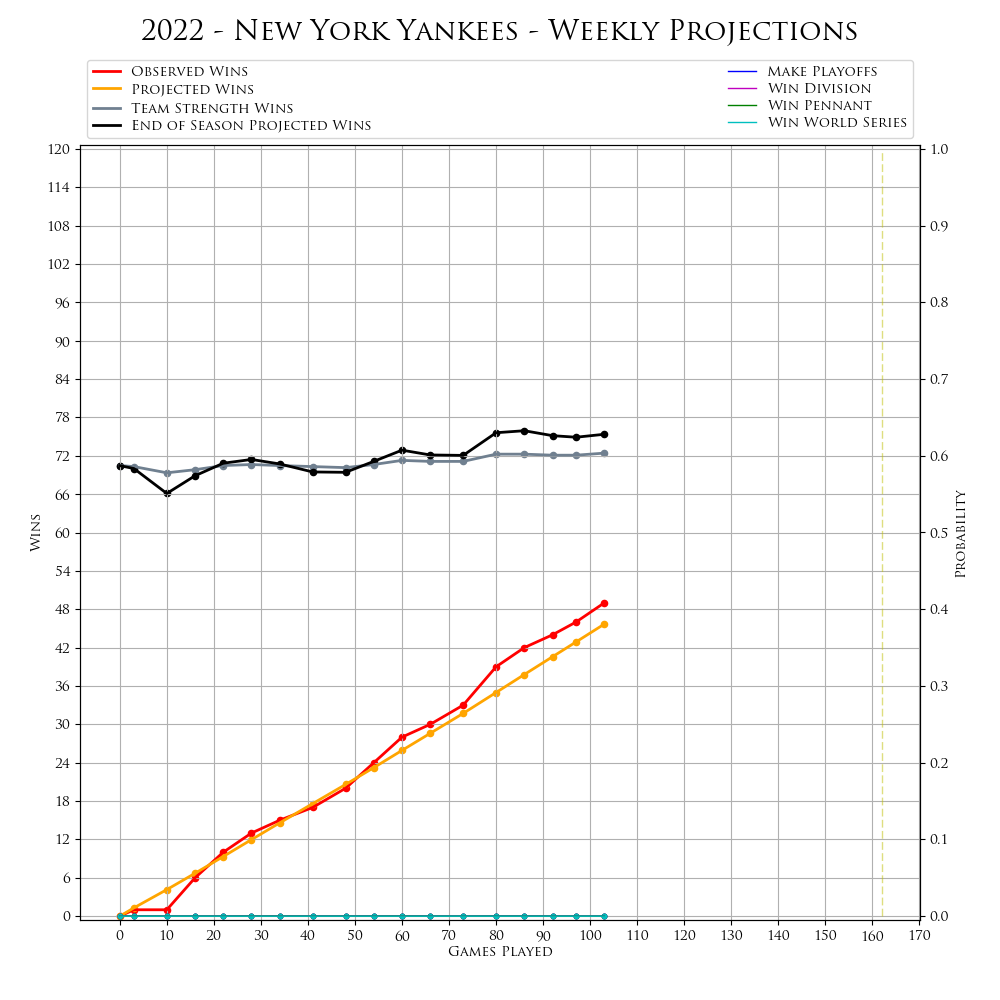 2022 - New York Yankees - Weekly Projections
Observed Wins
Projected Wins
Team Strength Wins
End of Season Projected Wins
Make Playoffs
Win Division
Win Pennant
Win World Series
120
114
108
102
96
90
84
78
72
66
60
54
48
42
36
30
24
18
12
6
0
Wins
1.0
0.9
0.8
0.7
0.6
0.5
0.4
0.3
0.2
0.1
0.0
Probability
0 10 20 30 40 50 60 70 80 90 100 110 120 130 140 150 160 170
Games Played